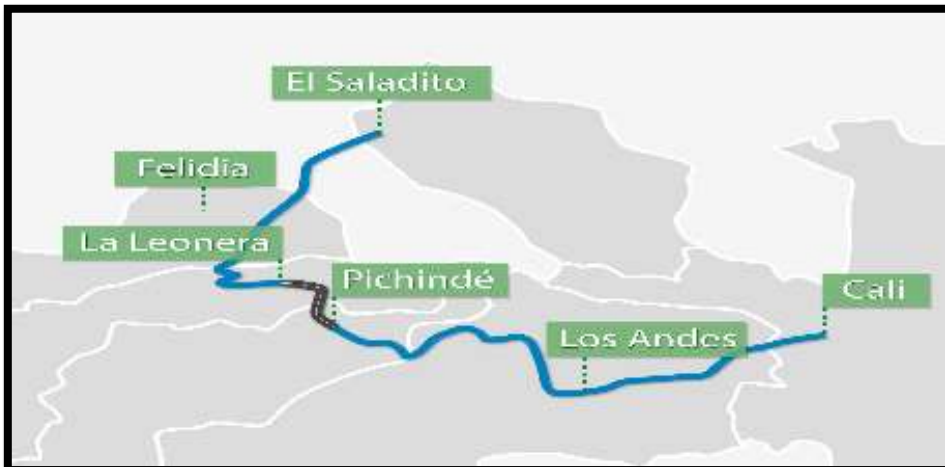 El Saladito
Felidia
La Leonera
Pichindé
Cali
Los Andes